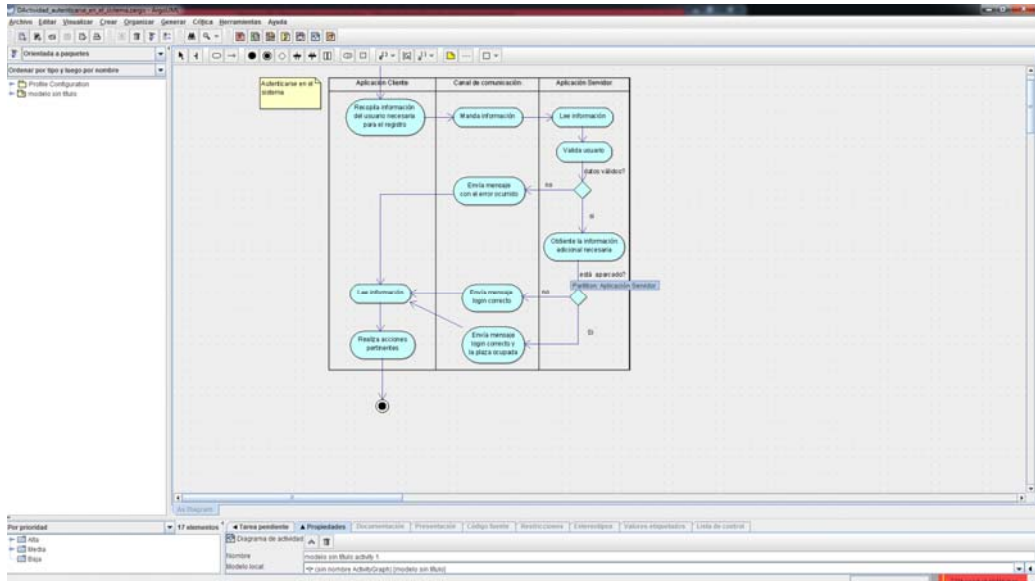 DActividad_autenticarse_en_el_sistema.zargo - ArgoUML
Archivo Editar Visualizar Crear Organizar Generar Crítica Herramientas Ayuda
Orientada a paquetes
Ordenar por tipo y luego por nombre
Profile Configuration
modelo sin título
Autenticarse en el
sistema
Aplicación Cliente
Canal de comunicación
Aplicación Servidor
Recopila información
del usuario necesaria
para el registro
Manda información
Lee información
Valida usuario
datos válidos?
Envía mensaje
con el error ocurrido
no
si
Obtiente la información
adicional necesaria
está aparcado?
Partition: Aplicación Servidor
Lee información
Envía mensaje
login correcto
no
Realiza acciones
pertinentes
Envía mensaje
login correcto y
la plaza ocupada
Si
As Diagram
Por prioridad
17 elementos
Alta
Media
Baja
Tarea pendiente
Propiedades
Documentación
Presentación
Código fuente
Restricciones
Estereotipos
Valores etiquetados
Lista de control
Diagrama de actividad
Nombre
modelo sin título activity 1
Modelo local:
(sin nombre ActivityGraph) [modelo sin título]